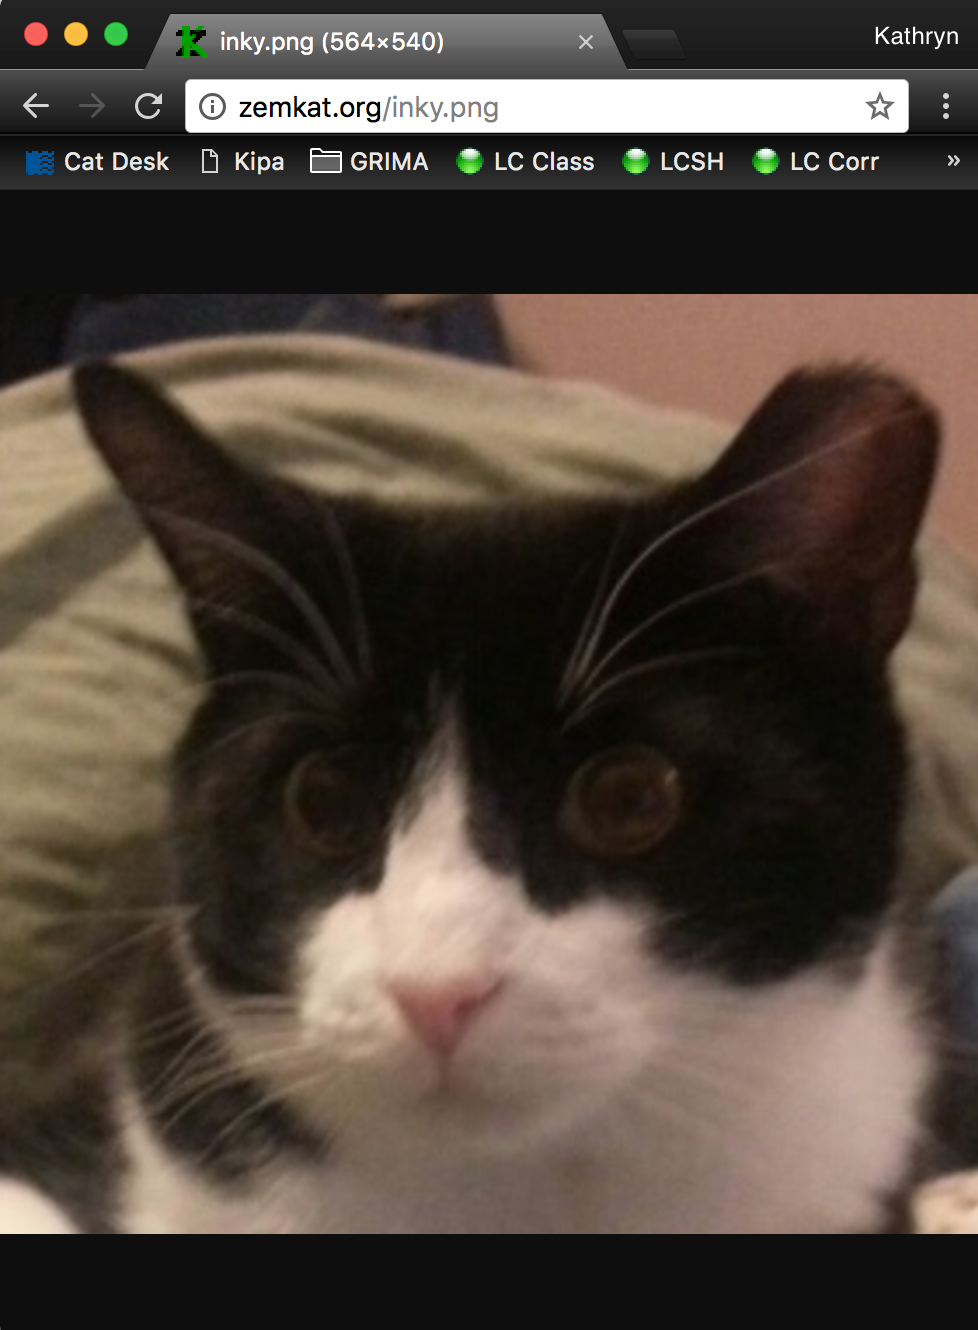 inky.png (564×540)
Kathryn
zemkat.org/inky.png
Cat Desk Kipa GRIMA LC Class LCSH LC Corr »